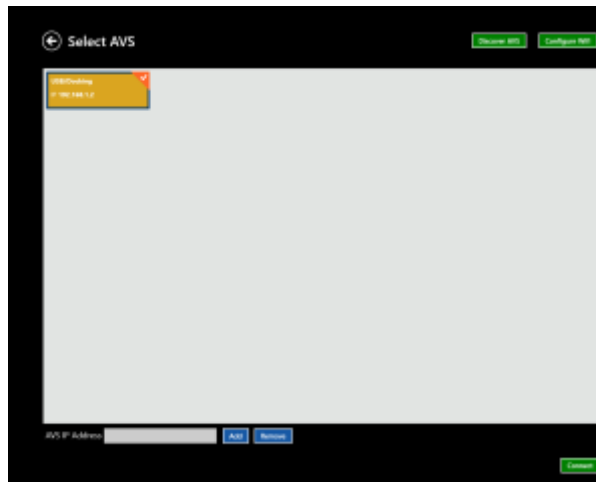 Select AVS
Discover AVS
Configure Wifi
USB/Docking
IP 192.168.1.2
AVS IP Address
Add
Remove
Connect